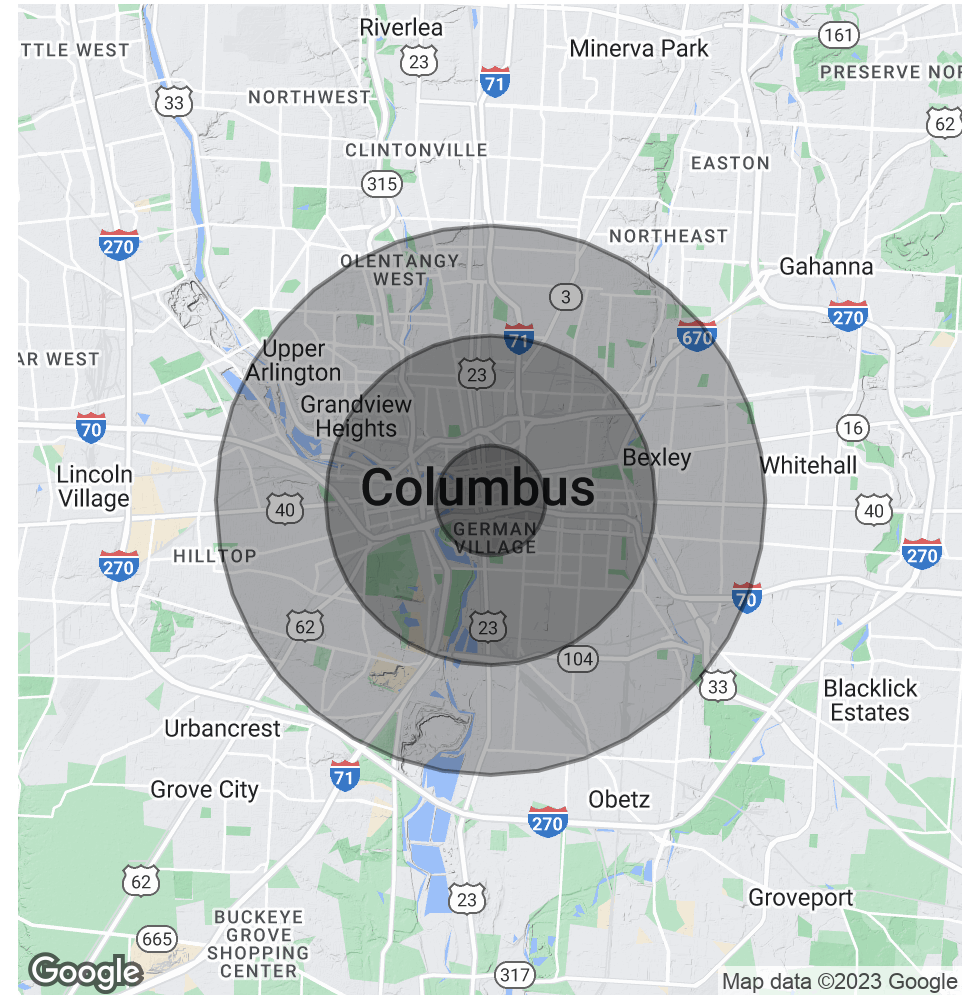 Riverlea
TTLE WEST
Minerva Park
161
23
71
PRESERVE NOR
NORTHWEST
33
62
CLINTONVILLE
EASTON
315
270
NORTHEAST
OLENTANGY
WEST
Gahanna
3
270
670
71
AR WEST
Upper
Arlington
23
Grandview
Heights
70
16
Bexley
Whitehall
Lincoln
Village
Columbus
40
40
GERMAN
VILLAGE
HILLTOP
270
270
70
62
23
104
33
Blacklick
Estates
Urbancrest
71
Grove City
Obetz
270
62
23
Groveport
BUCKEYE
GROVE
SHOPPING
CENTER
665
317
Google
Map data ©2023 Google